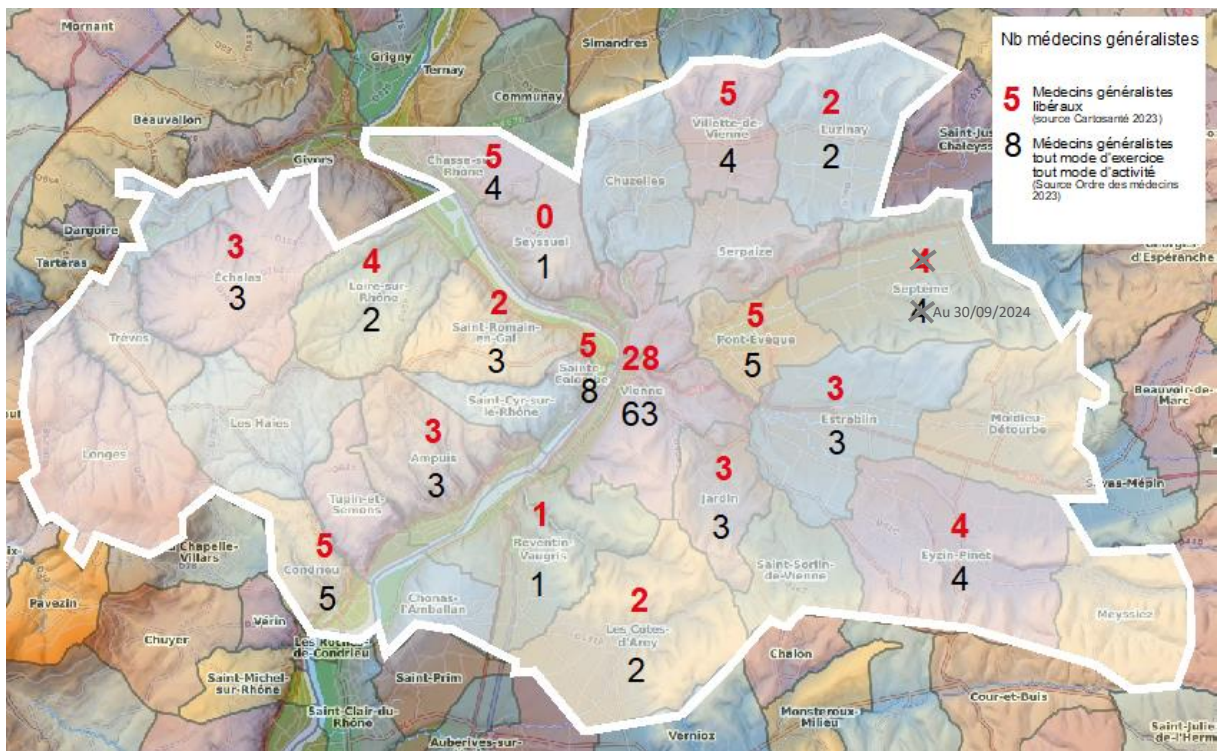 Mornant
Grigny
Ternay
Simandres
Communay
Beauvallon
Givors
Nb médecins généralistes
5 Medecins généralistes
libéraux
(source Cartosanté 2023)
8 Médecins généralistes
tout mode d'exercice
tout mode d'activité
(Source Ordre des médecins
2023)
5
Villette-de-
Vienne
4
2
Luzinay
2
5
Chasse-sur-
Rhône
4
Chuzelles
0
Seyssuel
1
Dargoire
Tartaras
3
Échalas
3
4
Loire-sur-
Rhône
2
Serpaize
4
Septème
4 Au 30/09/2024
d'Espéranche
Trèves
2
Saint-Romain-
en-Gal
3
5
Sainte-
Colombe
8
28
Vienne
63
5
Pont-Évêque
5
Saint-Cyr-sur-
le-Rhône
3
Estrablin
3
Moidieu-
Détourbe
Beauvoir-de-
Marc
Longes
Les Haies
3
Ampuis
3
Tupin-et-
Semons
3
Jardin
3
Savas-Mépin
1
Reventin-
Vaugris
1
4
Eyzin-Pinet
4
5
Condrieu
5
La Chapelle-
Villars
Saint-Sorlin-
de-Vienne
Chonas-
l'Amballan
2
Les Côtes-
d'Arey
2
Meyssiez
Pavezin
Vérin
Chuyer
Les Roches-
de-Condrieu
Saint-Michel-
sur-Rhône
Saint-Prim
Chalon
Cour-et-Buis
Saint-Clair-du-
Rhône
Auberives-sur-
Vernioz
Monsteroux-
Milieu
Saint-Julie
de-l'Herm